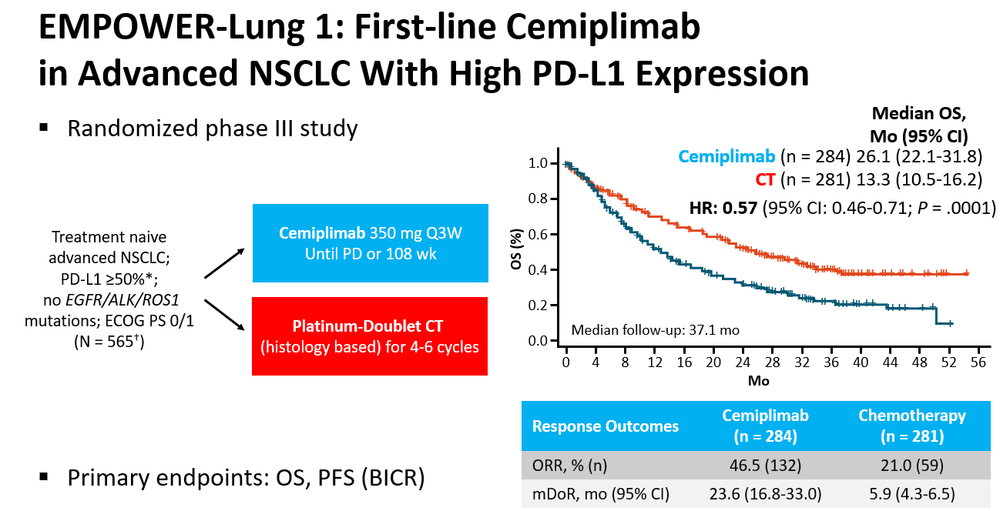 EMPOWER-Lung 1: First-line Cemiplimab
in Advanced NSCLC With High PD-L1 Expression
▪ Randomized phase III study
Treatment naive
advanced NSCLC;
PD-L1 ≥50%*;
no EGFR/ALK/ROS1
mutations; ECOG PS 0/1
(N = 565†)
Cemiplimab 350 mg Q3W
Until PD or 108 wk
Platinum-Doublet CT
(histology based) for 4-6 cycles
▪ Primary endpoints: OS, PFS (BICR)
Median OS,
Mo (95% CI)
Cemiplimab (n = 284) 26.1 (22.1-31.8)
CT (n = 281) 13.3 (10.5-16.2)
HR: 0.57 (95% CI: 0.46-0.71; P = .0001)
OS (%)
1.0
0.8
0.6
0.4
0.2
0.0
Median follow-up: 37.1 mo
0 4 8 12 16 20 24 28 32 36 40 44 48 52 56
Mo
Response Outcomes Cemiplimab (n = 284) Chemotherapy (n = 281)
ORR, % (n) 46.5 (132) 21.0 (59)
mDoR, mo (95% CI) 23.6 (16.8-33.0) 5.9 (4.3-6.5)